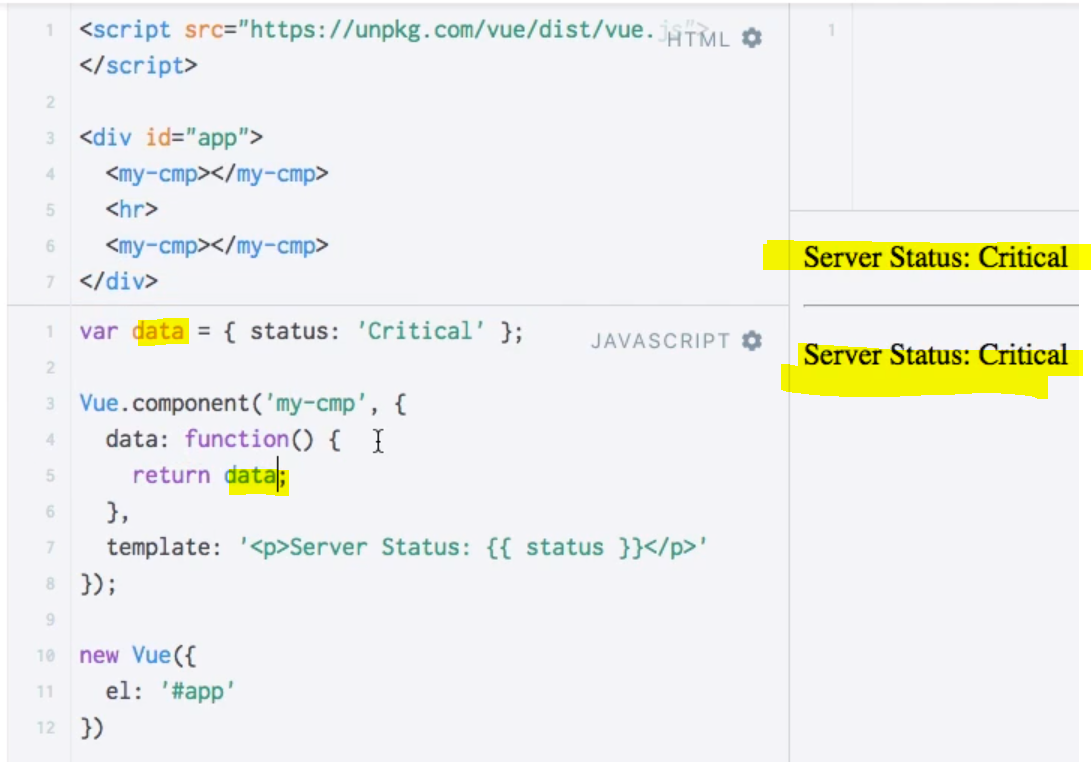 1 <script src="https://unpkg.com/vue/dist/vue.js">
HTML
</script>
2
3 <div id="app">
4 <my-cmp></my-cmp>
5 <hr>
6 <my-cmp></my-cmp>
7 </div>
1 var data = { status: 'Critical' };
JAVASCRIPT
2
3 Vue.component('my-cmp', {
4 data: function() {
5 return data;
6 },
7 template: '<p>Server Status: {{ status }}</p>'
8 });
9
10 new Vue({
11 el: '#app'
12 })
1
Server Status: Critical
Server Status: Critical